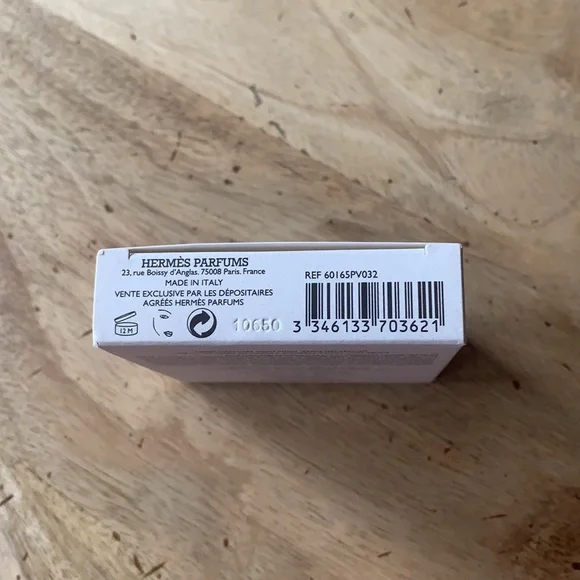 HERMÈS PARFUMS
23, rue Boissy d'Anglas. 75008 Paris. France
MADE IN ITALY
VENTE EXCLUSIVE PAR LES DÉPOSITAIRES
AGRÉÉS HERMÈS PARFUMS
12 M
10650
REF 60165PV032
3 346133 703621